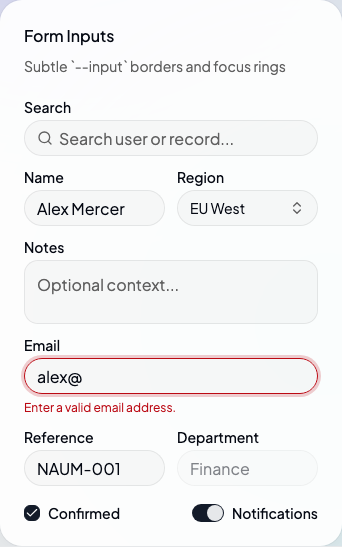 Form Inputs
Subtle `--input` borders and focus rings
Search
Search user or record...
Name Region
Alex Mercer EU West
Notes
Optional context...
Email
alex@
Enter a valid email address.
Reference Department
NAUM-001 Finance
Confirmed Notifications